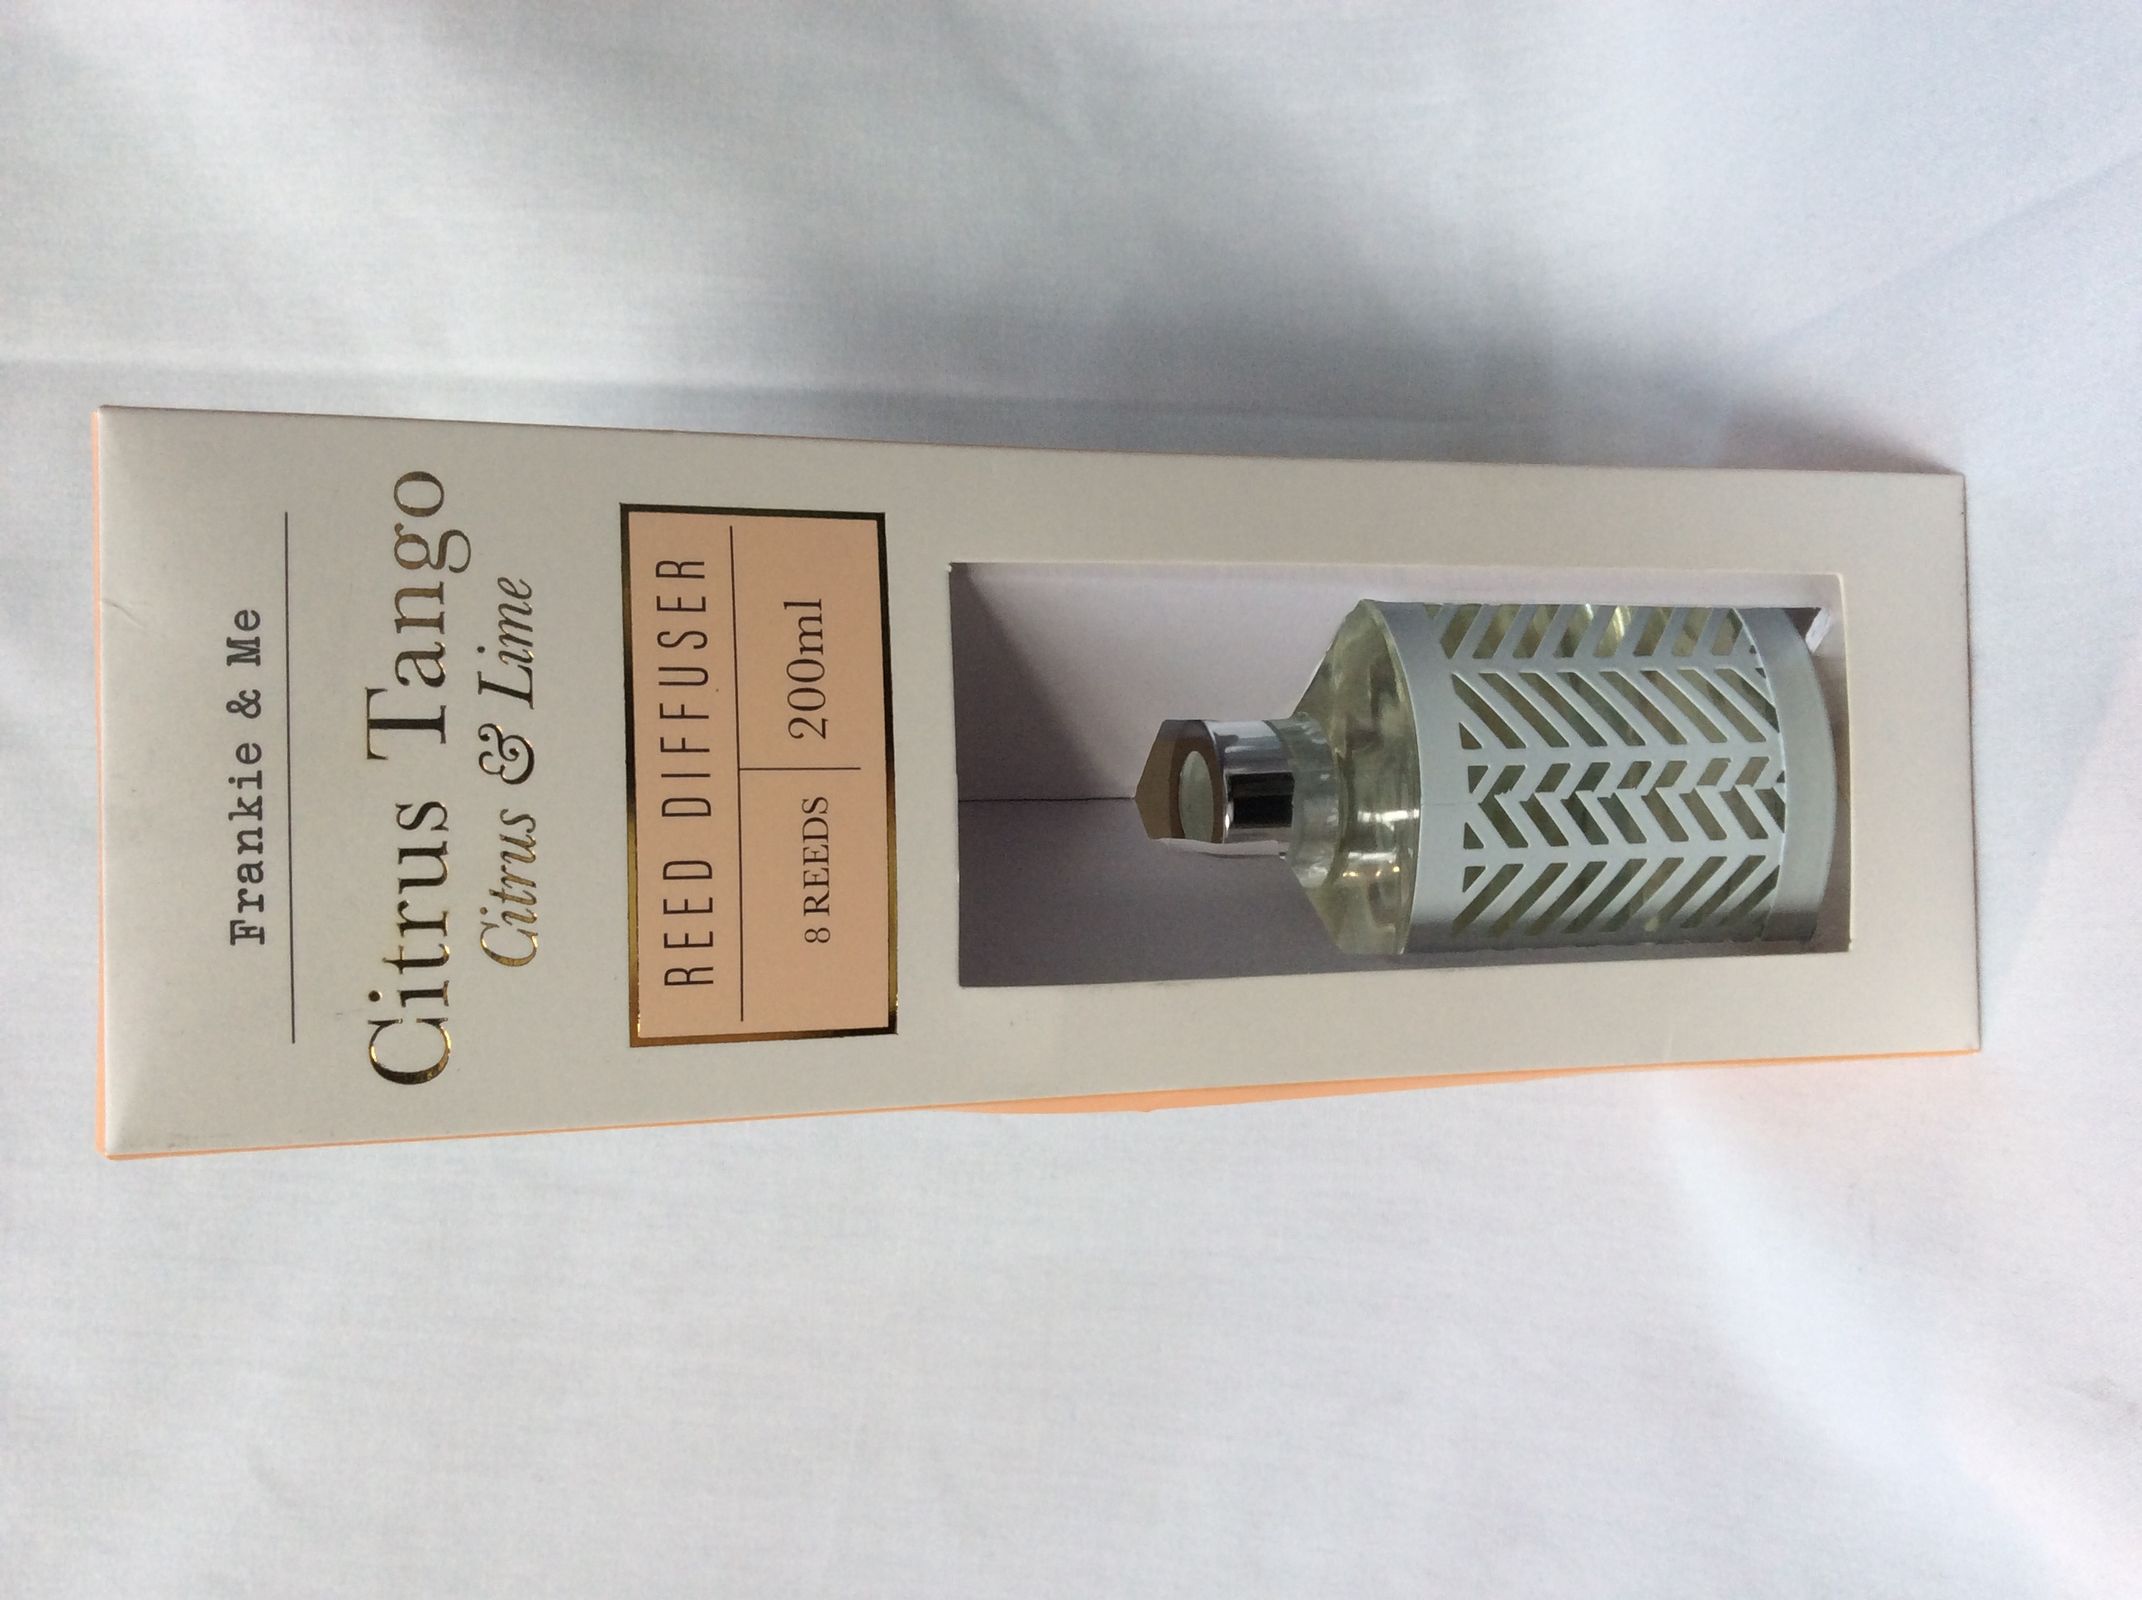 Frankie & Me
Citrus Tango
Citrus & Lime
REED DIFFUSER
8 REEDS 200ml